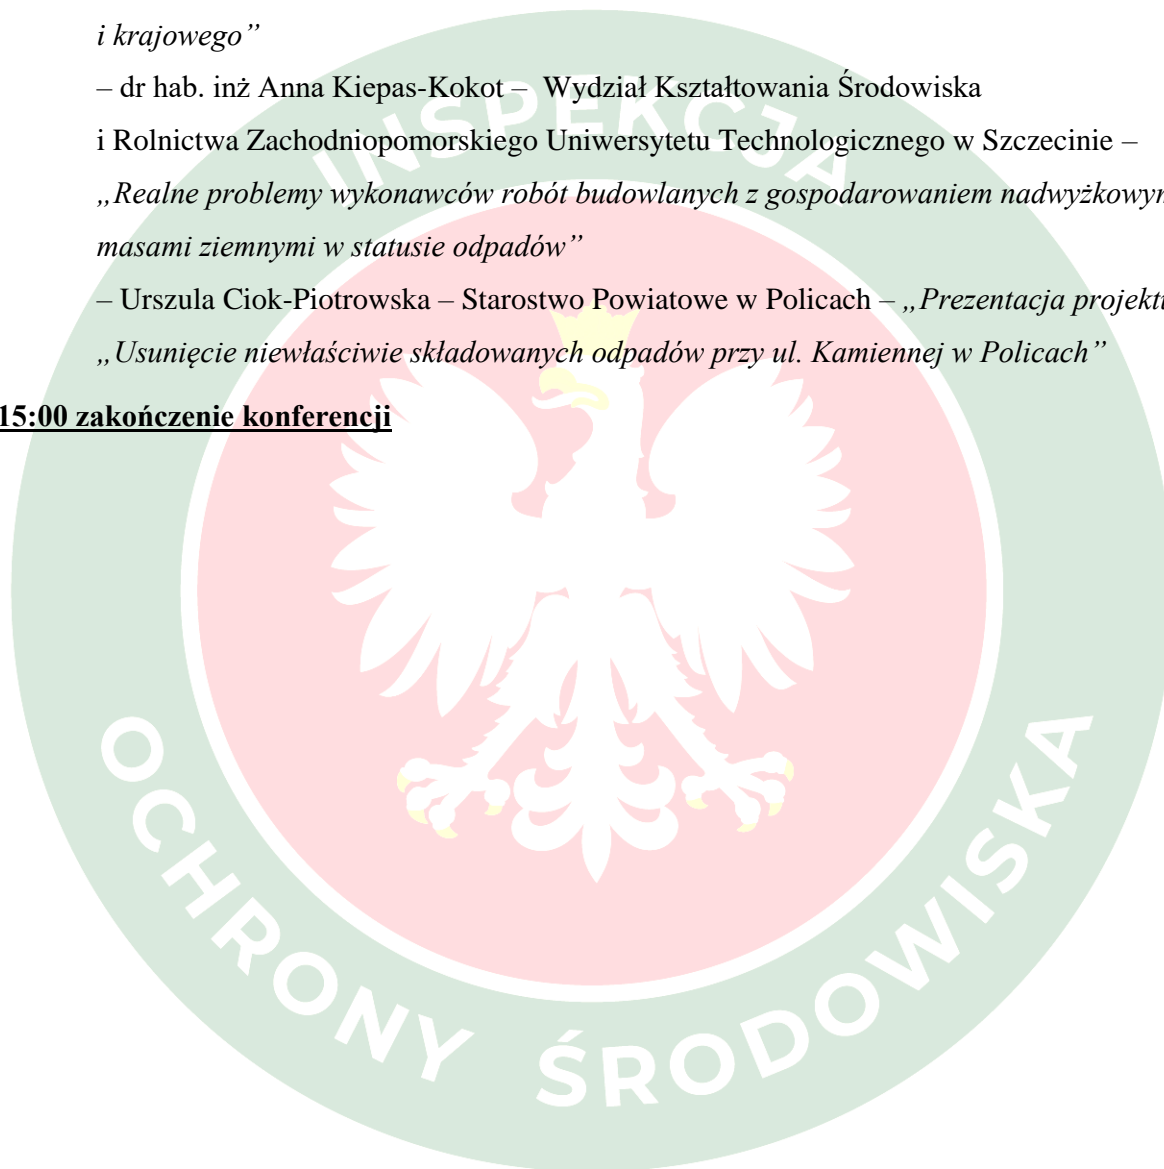 i krajowego”
– dr hab. inż Anna Kiepas-Kokot – Wydział Kształtowania Środowiska
i Rolnictwa Zachodniopomorskiego Uniwersytetu Technologicznego w Szczecinie –
„Realne problemy wykonawców robót budowlanych z gospodarowaniem
masami ziemnymi w statusie odpadów”
– Urszula Ciok-Piotrowska – Starostwo Powiatowe w Policach – „Prezentacja
„Usunięcie niewłaściwie składowanych odpadów przy ul. Kamiennej w Policach”
15:00 zakończenie konferencji
INSPEKCJA
OCHRONY ŚRODOWISKA